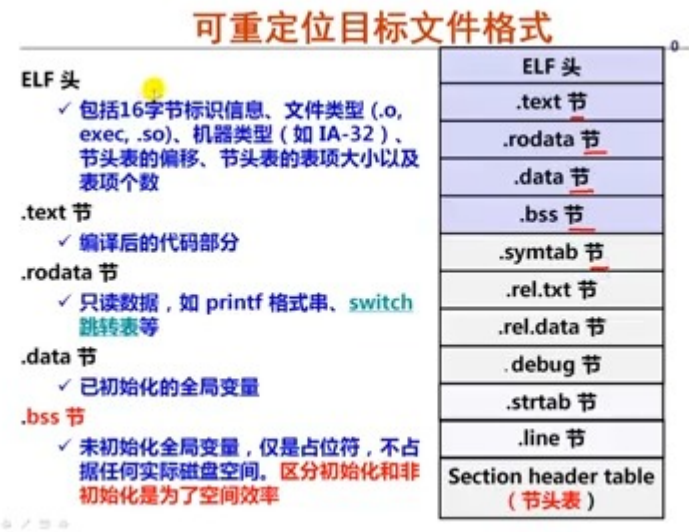 可重定位目标文件格式
ELF 头
✓ 包括16字节标识信息、文件类型 (.o,
exec, .so)、机器类型（如 IA-32）、
节头表的偏移、节头表的表项大小以及
表项个数
.text 节
✓ 编译后的代码部分
.rodata 节
✓ 只读数据，如 printf 格式串、switch
跳转表等
.data 节
✓ 已初始化的全局变量
.bss 节
✓ 未初始化全局变量，仅是占位符，不占
据任何实际磁盘空间。区分初始化和非
初始化是为了空间效率
0
ELF 头
.text 节
.rodata 节
.data 节
.bss 节
.symtab 节
.rel.txt 节
.rel.data 节
.debug 节
.strtab 节
.line 节
Section header table
（节头表）